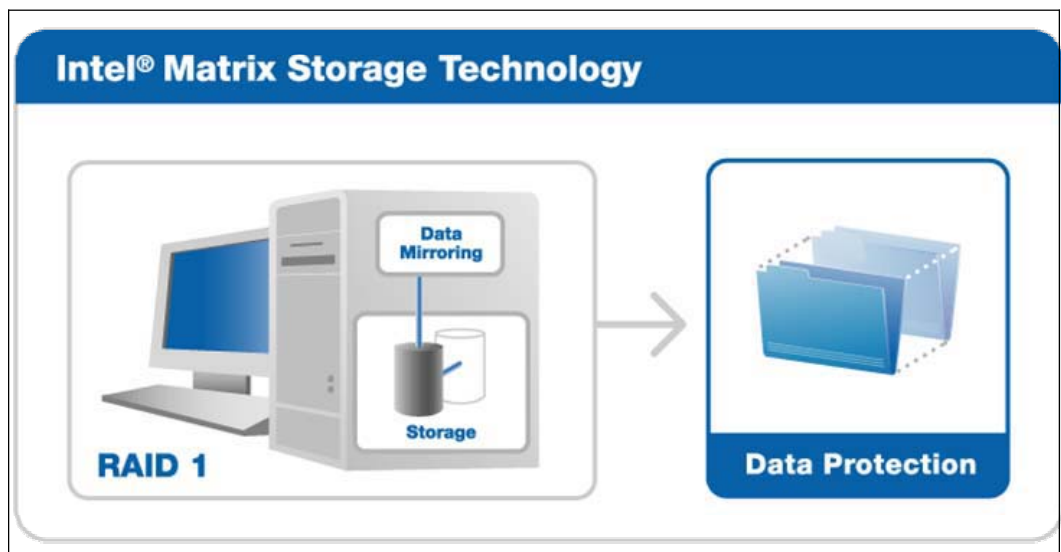 Intel® Matrix Storage Technology
Data
Mirroring
Storage
RAID 1
Data Protection